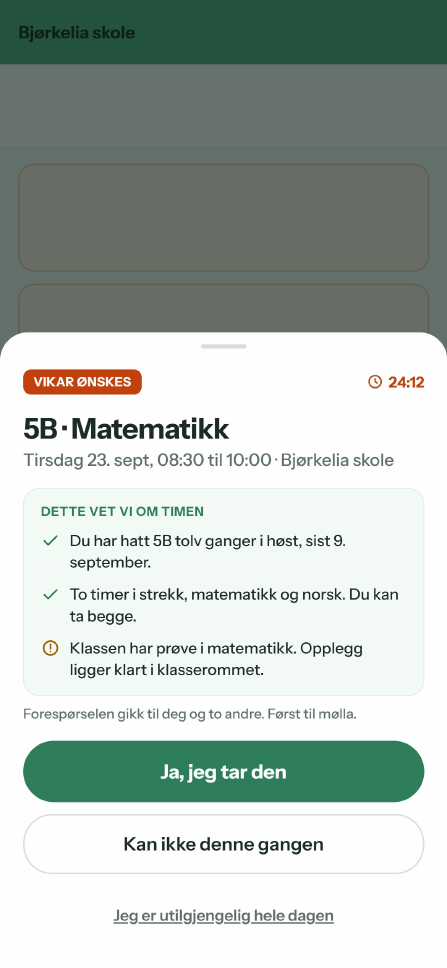 Bjørkelia skole
VIKAR ØNSKES
24:12
5B · Matematikk
Tirsdag 23. sept, 08:30 til 10:00 · Bjørkelia skole
DETTE VET VI OM TIMEN
Du har hatt 5B tolv ganger i høst, sist 9.
september.
To timer i strekk, matematikk og norsk. Du kan
ta begge.
Klassen har prøve i matematikk. Opplegg
ligger klart i klasserommet.
Forespørselen gikk til deg og to andre. Først til mølla.
Ja, jeg tar den
Kan ikke denne gangen
Jeg er utilgjengelig hele dagen